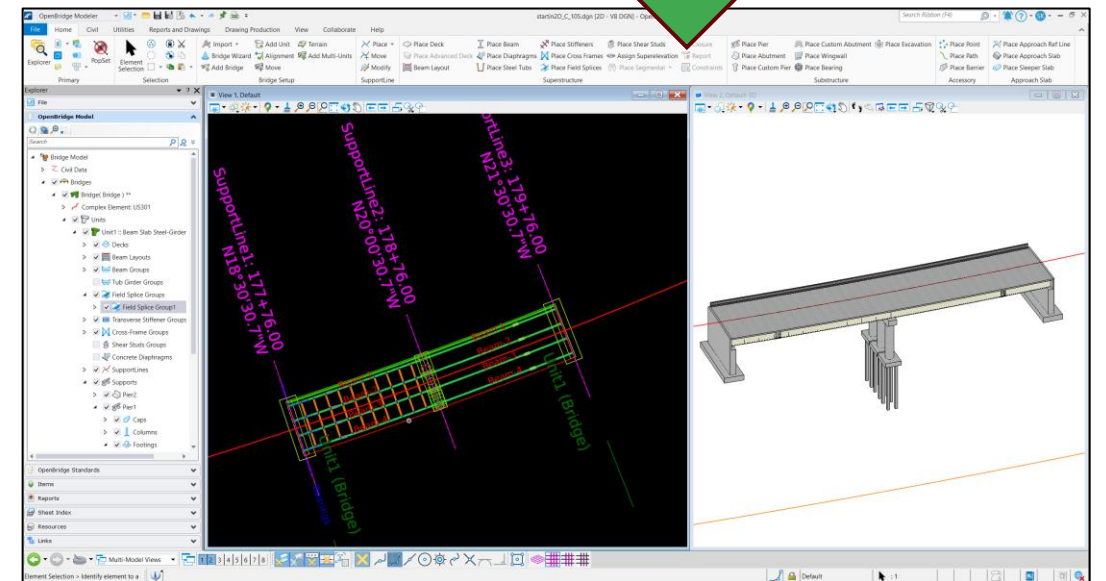 OpenBridge Modeler
startin2D_C_105.dgn [2D - V8 DGN] - Ope
Search Ribbon (F4)
File Home Civil Utilities Reports and Drawings Drawing Production View Collaborate Help
Explorer PopSet Element Selection
Import Add Unit Terrain Place Place Deck Place Beam Place Stiffeners Place Shear Studs Place Pier Place Custom Abutment Place Excavation Place Point Place Approach Ref Line
Bridge Wizard Alignment Add Multi-Units Move Place Advanced Deck Place Diaphragms Place Cross Frames Assign Superelevation Report Place Abutment Place Wingwall Place Path Place Approach Slab
Add Bridge Move Modify Beam Layout Place Steel Tubs Place Field Splices Place Segmental Constraints Place Custom Pier Place Bearing Place Barrier Place Sleeper Slab
Primary Selection Bridge Setup SupportLine Superstructure Substructure Accessory Approach Slab
Explorer
File
OpenBridge Model
Search
Bridge Model
Civil Data
Bridges
Bridge( Bridge ) **
Complex Element: US301
Units
Unit1 :: Beam Slab Steel-Girder
Decks
Beam Layouts
Beam Groups
Tub Girder Groups
Field Splice Groups
Field Splice Group1
Transverse Stiffener Groups
Cross-Frame Groups
Shear Studs Groups
Concrete Diaphragms
SupportLines
Supports
Pier2
Pier1
Caps
Columns
Footings
OpenBridge Standards
Items
Reports
Sheet Index
Resources
Links
View 1, Default
SupportLine1: 177+76.00
N18°30'30.7"W
SupportLine2: 178+76.00
N20°00'30.7"W
SupportLine3: 179+76.00
N21°30'30.7"W
Unit1 (Bridge)
Unit1 (Bridge)
View 2, Default-3D
Multi-Model Views
1 2 3 4 5 6 7 8
Element Selection > Identify element to a
Default
: 1